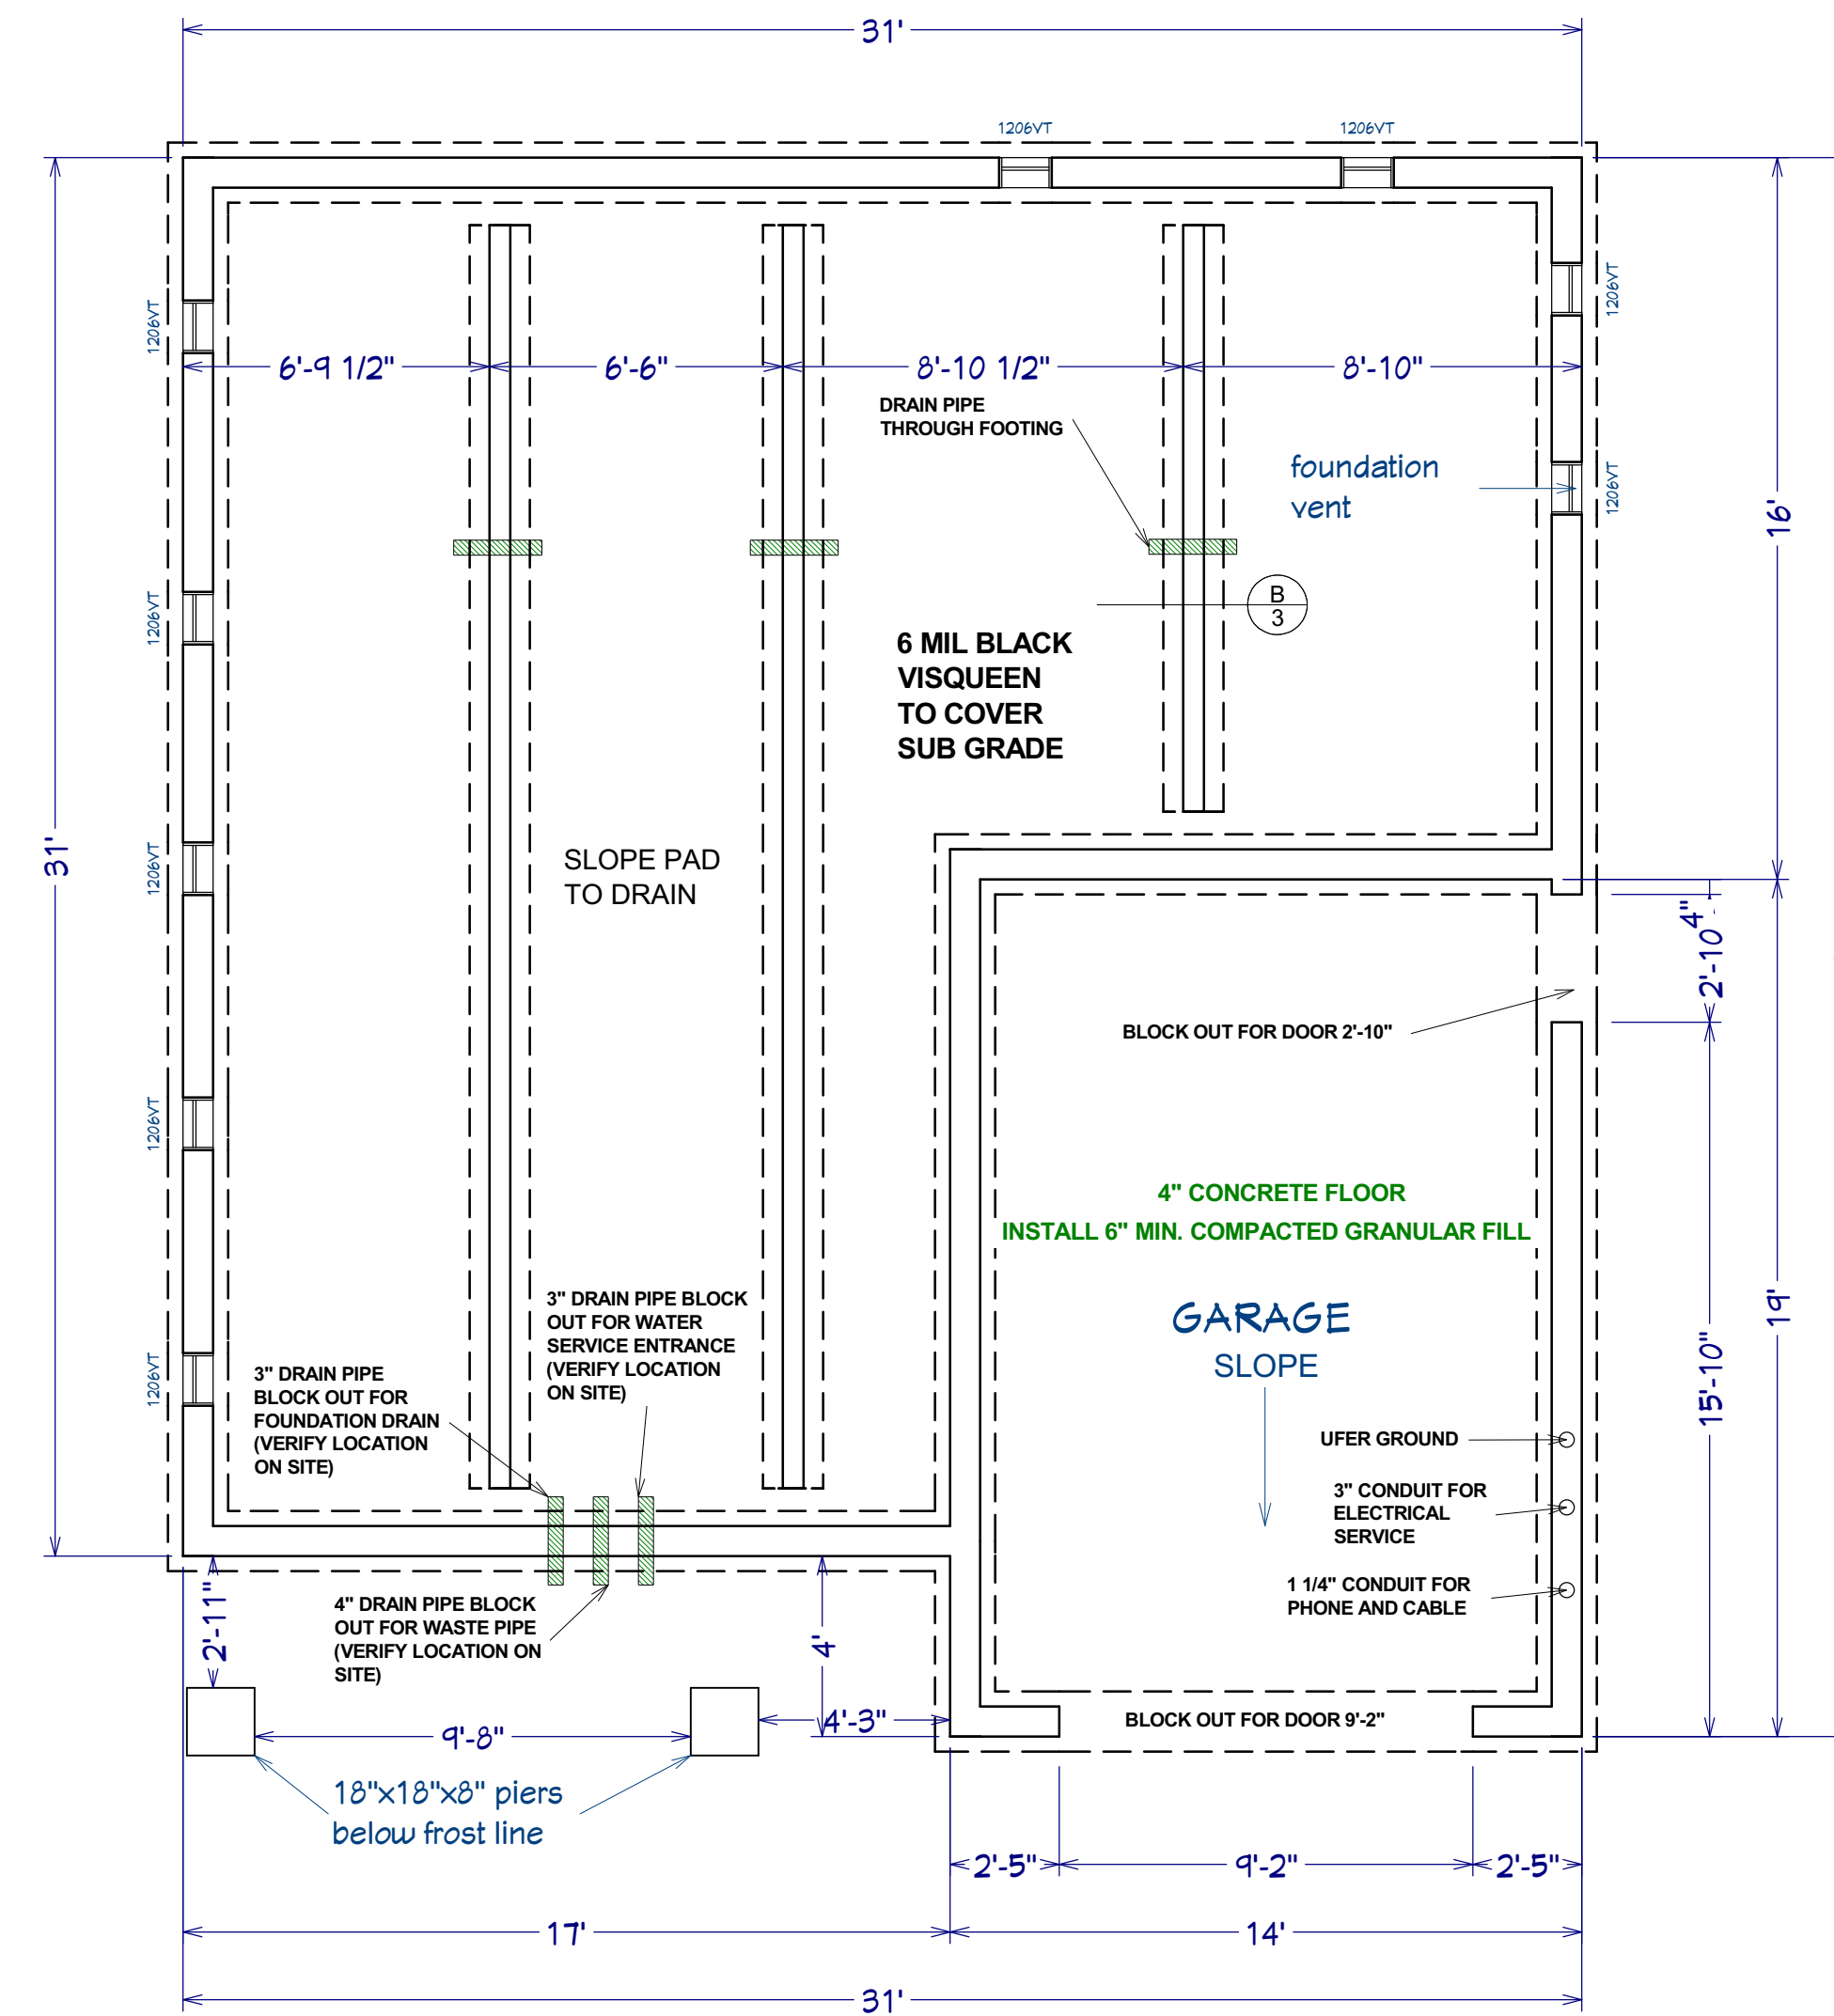 31'
1206VT
1206VT
1206VT
1206VT
6'-9 1/2"
6'-6"
8'-10 1/2"
8'-10"
DRAIN PIPE
THROUGH FOOTING
foundation
vent
1206VT
16'
B
3
1206VT
6 MIL BLACK
VISQUEEN
TO COVER
SUB GRADE
31'
SLOPE PAD
TO DRAIN
1206VT
4"
2'-10"
BLOCK OUT FOR DOOR 2'-10"
1206VT
4" CONCRETE FLOOR
INSTALL 6" MIN. COMPACTED GRANULAR FILL
GARAGE
SLOPE
19'
15'-10"
1206VT
3" DRAIN PIPE BLOCK
OUT FOR WATER
SERVICE ENTRANCE
(VERIFY LOCATION
ON SITE)
3" DRAIN PIPE
BLOCK OUT FOR
FOUNDATION DRAIN
(VERIFY LOCATION
ON SITE)
UFER GROUND
3" CONDUIT FOR
ELECTRICAL
SERVICE
1 1/4" CONDUIT FOR
PHONE AND CABLE
2'-11"
4" DRAIN PIPE BLOCK
OUT FOR WASTE PIPE
(VERIFY LOCATION ON
SITE)
4'
9'-8"
4'-3"
BLOCK OUT FOR DOOR 9'-2"
18"x18"x8" piers
below frost line
2'-5"
9'-2"
2'-5"
17'
14'
31'